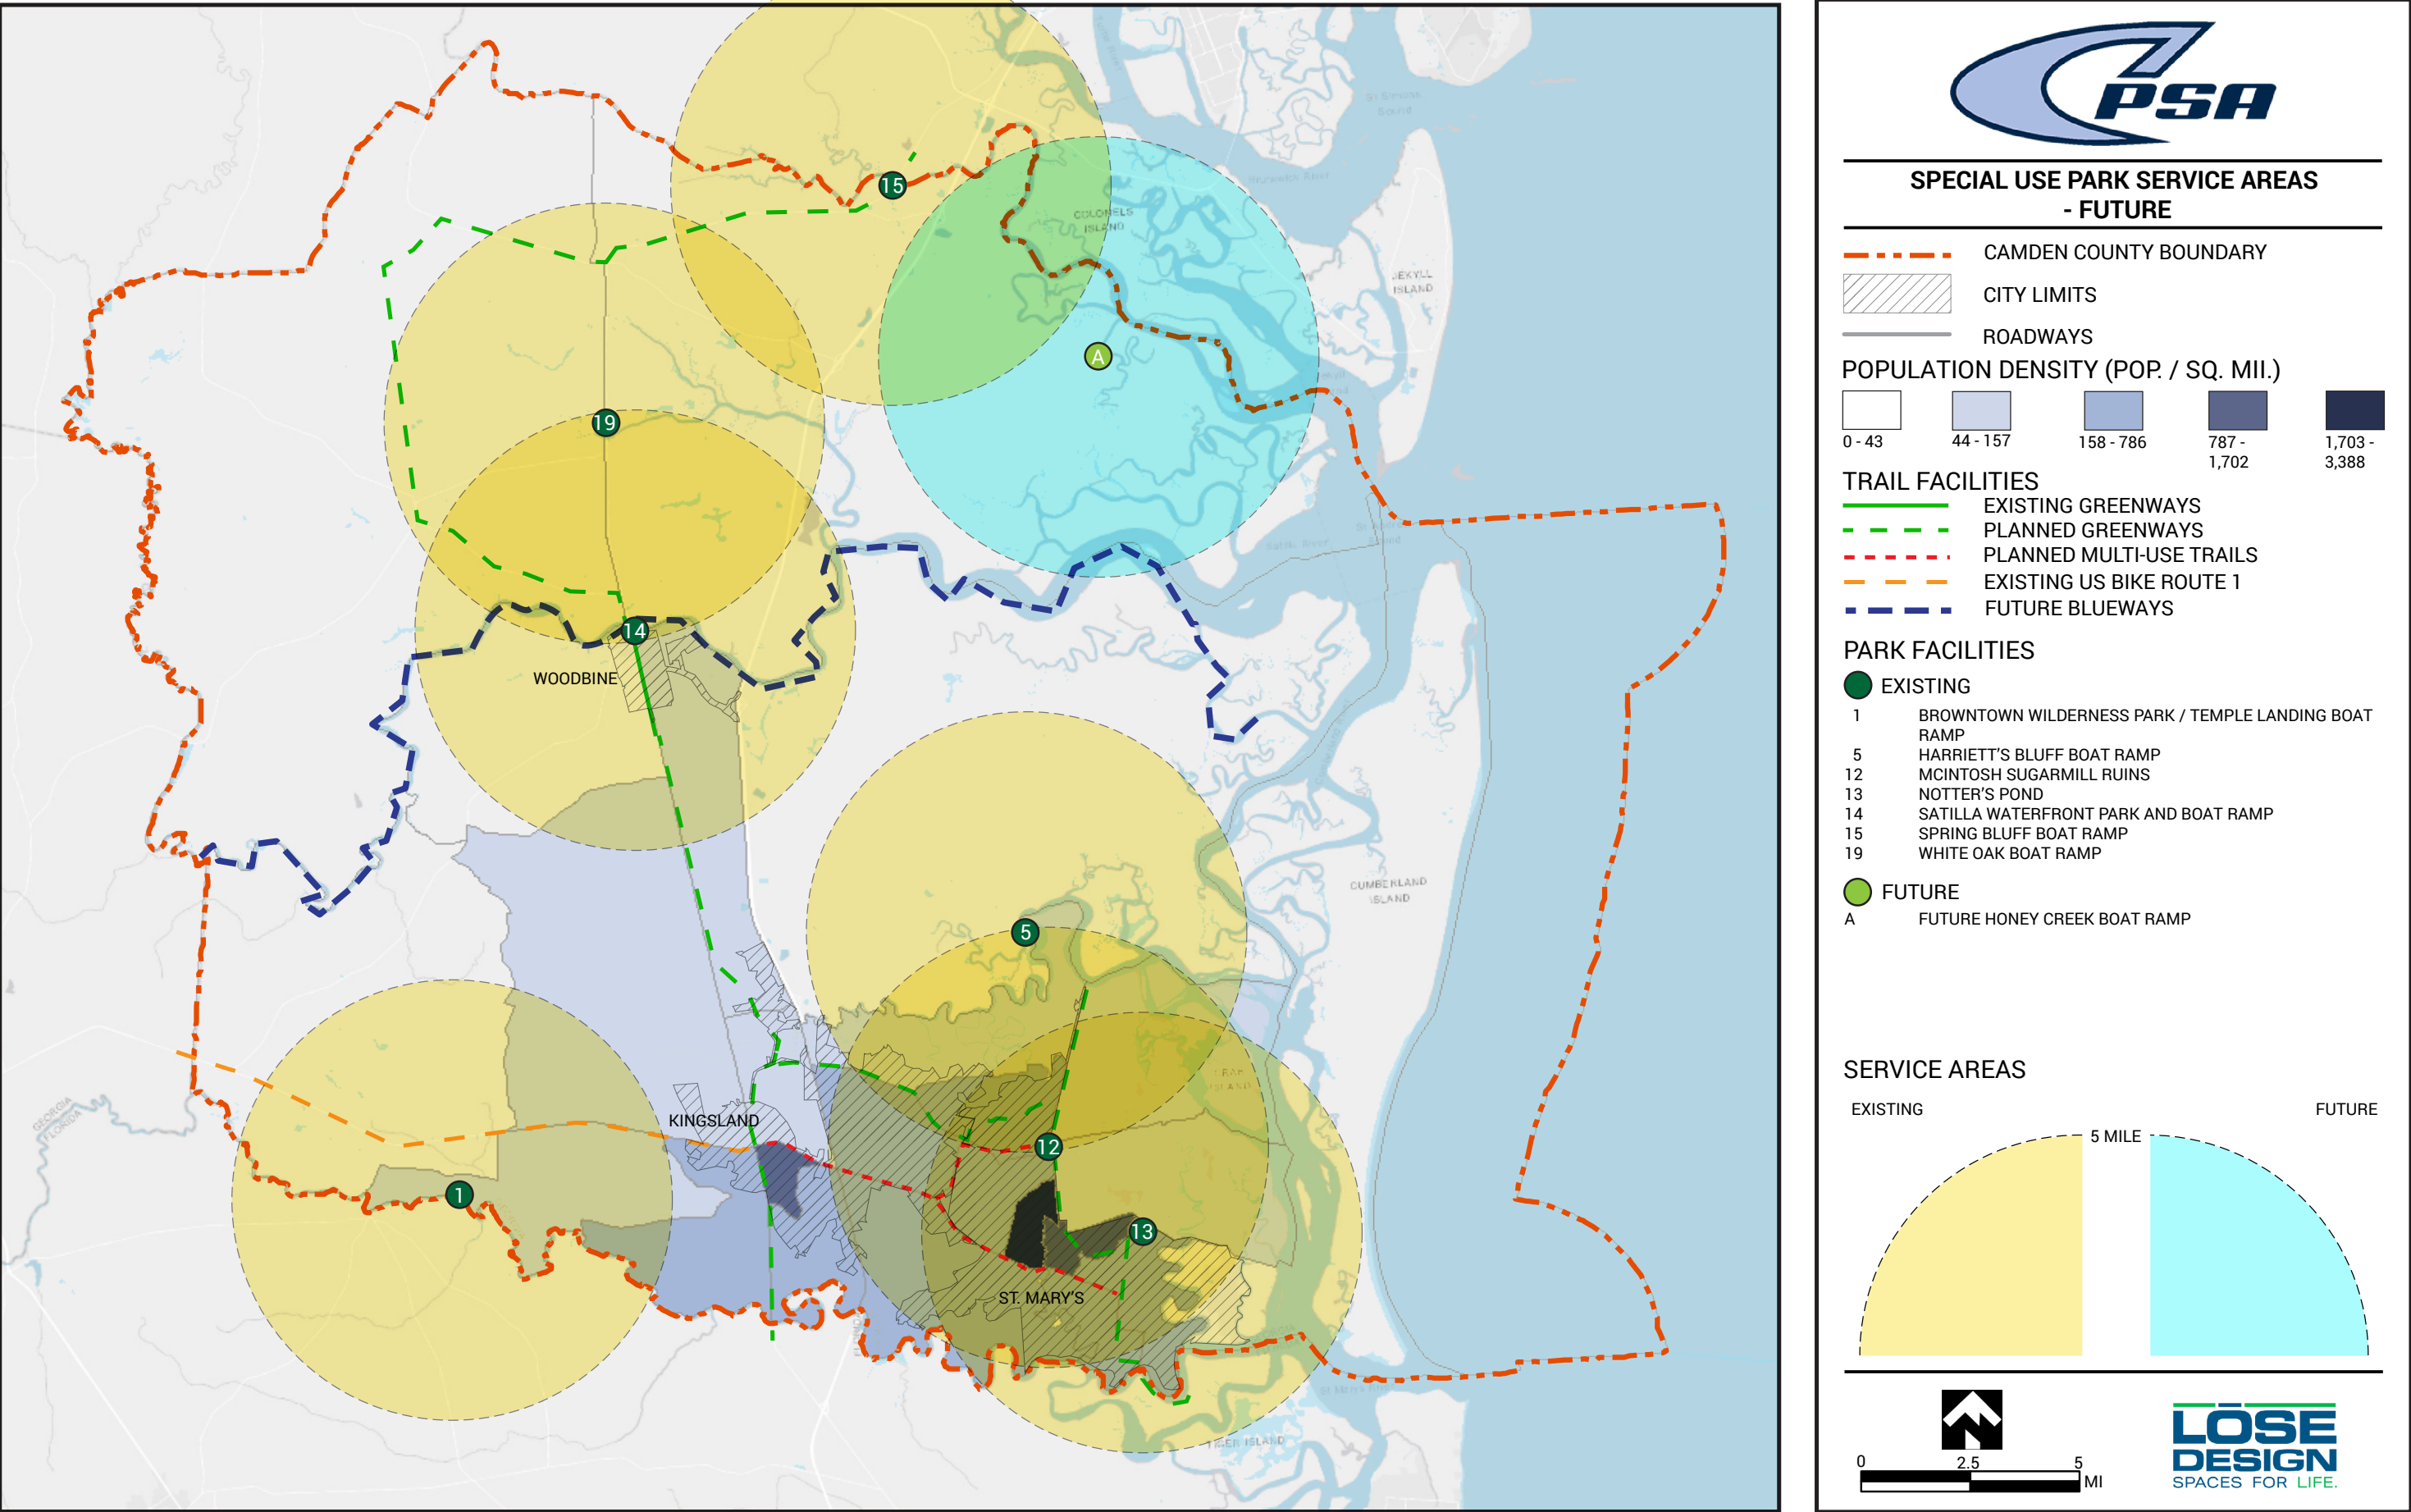 15
COLONELS
ISLAND
JEKYLL
ISLAND
A
19
14
WOODBINE
5
CUMBERLAND
ISLAND
KINGSLAND
GEORGIA
FLORIDA
12
1
13
ST. MARY'S
TIGER ISLAND
PSA
SPECIAL USE PARK SERVICE AREAS
- FUTURE
CAMDEN COUNTY BOUNDARY
CITY LIMITS
ROADWAYS
POPULATION DENSITY (POP. / SQ. MII.)
0 - 43
44 - 157
158 - 786
787 -
1,702
1,703 -
3,388
TRAIL FACILITIES
EXISTING GREENWAYS
PLANNED GREENWAYS
PLANNED MULTI-USE TRAILS
EXISTING US BIKE ROUTE 1
FUTURE BLUEWAYS
PARK FACILITIES
EXISTING
1 BROWNTOWN WILDERNESS PARK / TEMPLE LANDING BOAT
RAMP
5 HARRIETT'S BLUFF BOAT RAMP
12 MCINTOSH SUGARMILL RUINS
13 NOTTER'S POND
14 SATILLA WATERFRONT PARK AND BOAT RAMP
15 SPRING BLUFF BOAT RAMP
19 WHITE OAK BOAT RAMP
FUTURE
A FUTURE HONEY CREEK BOAT RAMP
SERVICE AREAS
EXISTING FUTURE
5 MILE
0 2.5 5
MI
LOSE
DESIGN
SPACES FOR LIFE.